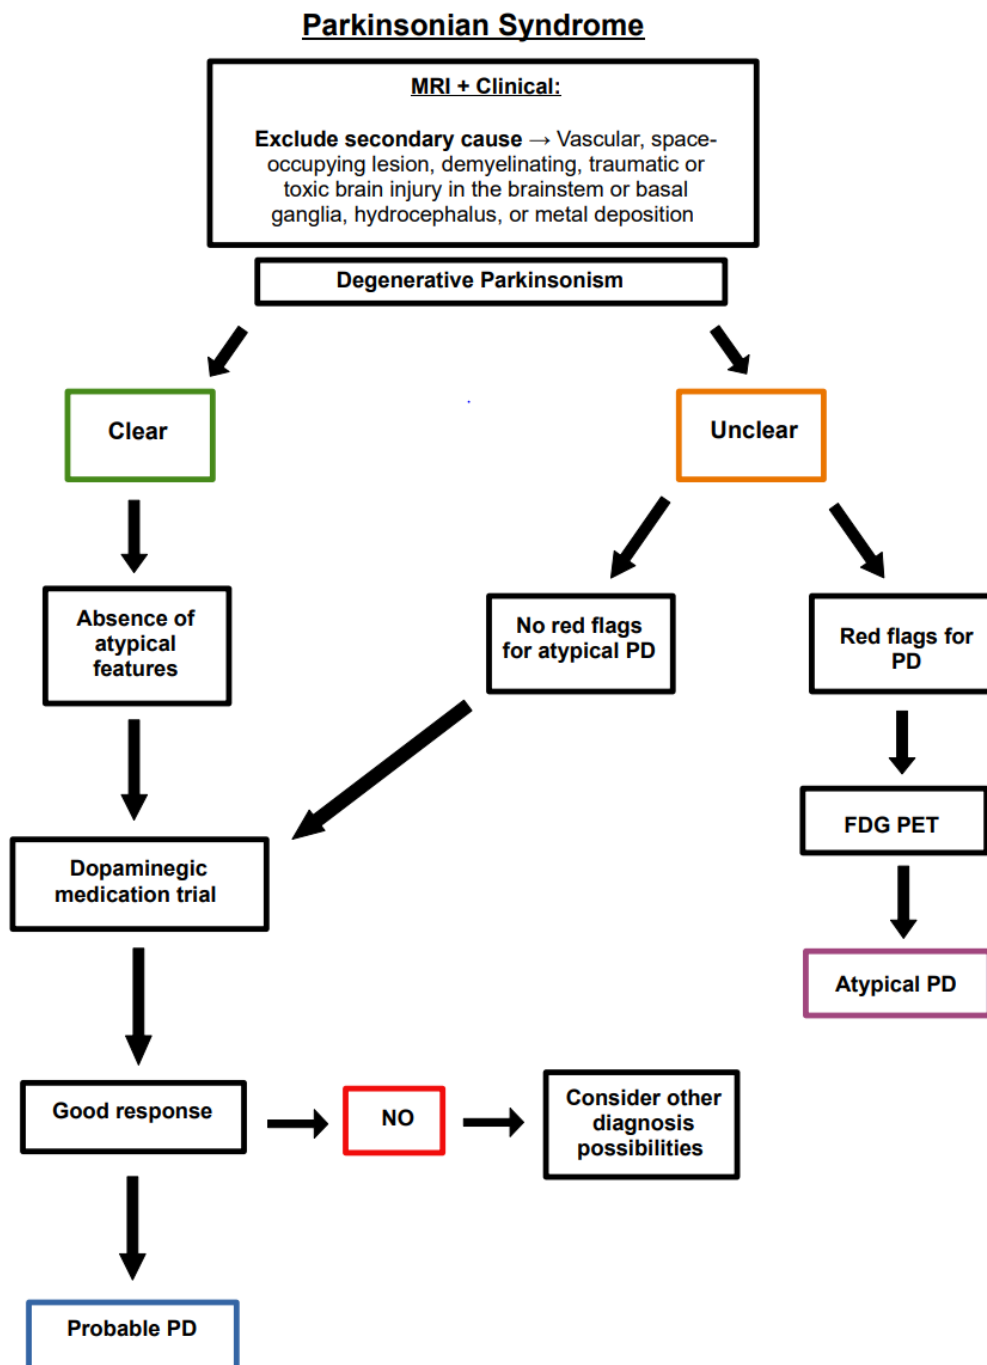 Parkinsonian Syndrome
MRI + Clinical:
Exclude secondary cause → Vascular, space-
occupying lesion, demyelinating, traumatic or
toxic brain injury in the brainstem or basal
ganglia, hydrocephalus, or metal deposition
Degenerative Parkinsonism
Clear
Unclear
Absence of
atypical
features
No red flags
for atypical PD
Red flags for
PD
FDG PET
Dopaminegic
medication trial
Atypical PD
Good response
NO
Consider other
diagnosis
possibilities
Probable PD